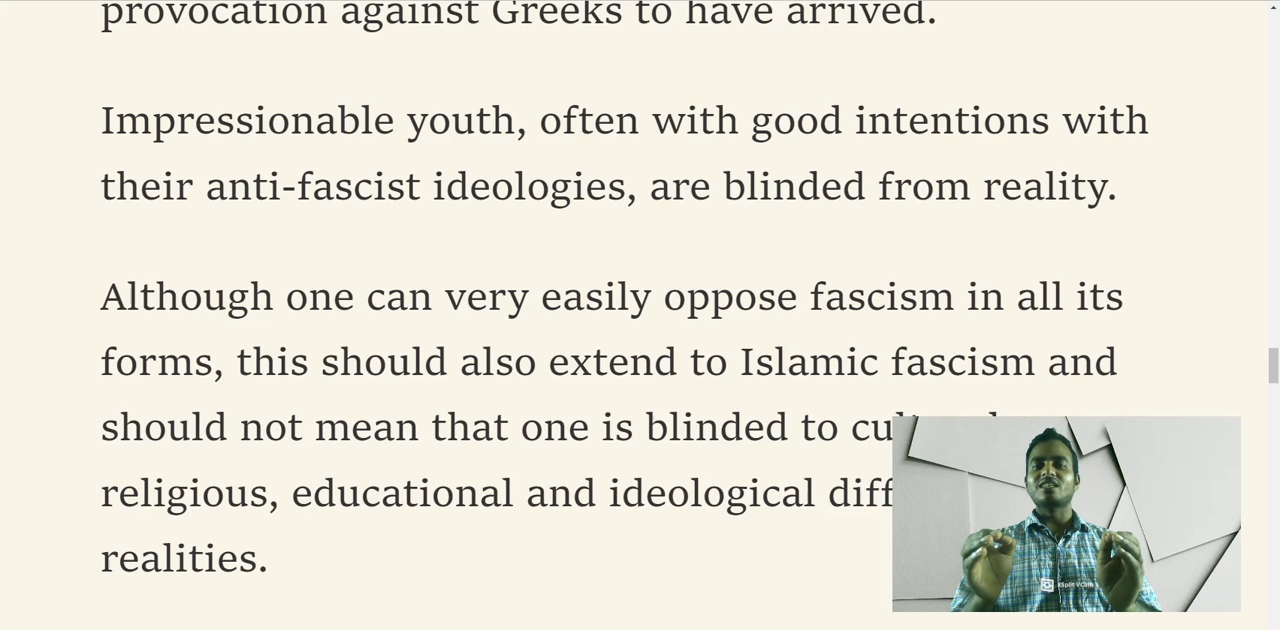 provocation against Greeks to have arrived.
Impressionable youth, often with good intentions with
their anti-fascist ideologies, are blinded from reality.
Although one can very easily oppose fascism in all its
forms, this should also extend to Islamic fascism and
should not mean that one is blinded to
religious, educational and ideological
realities.
XSplit VCam